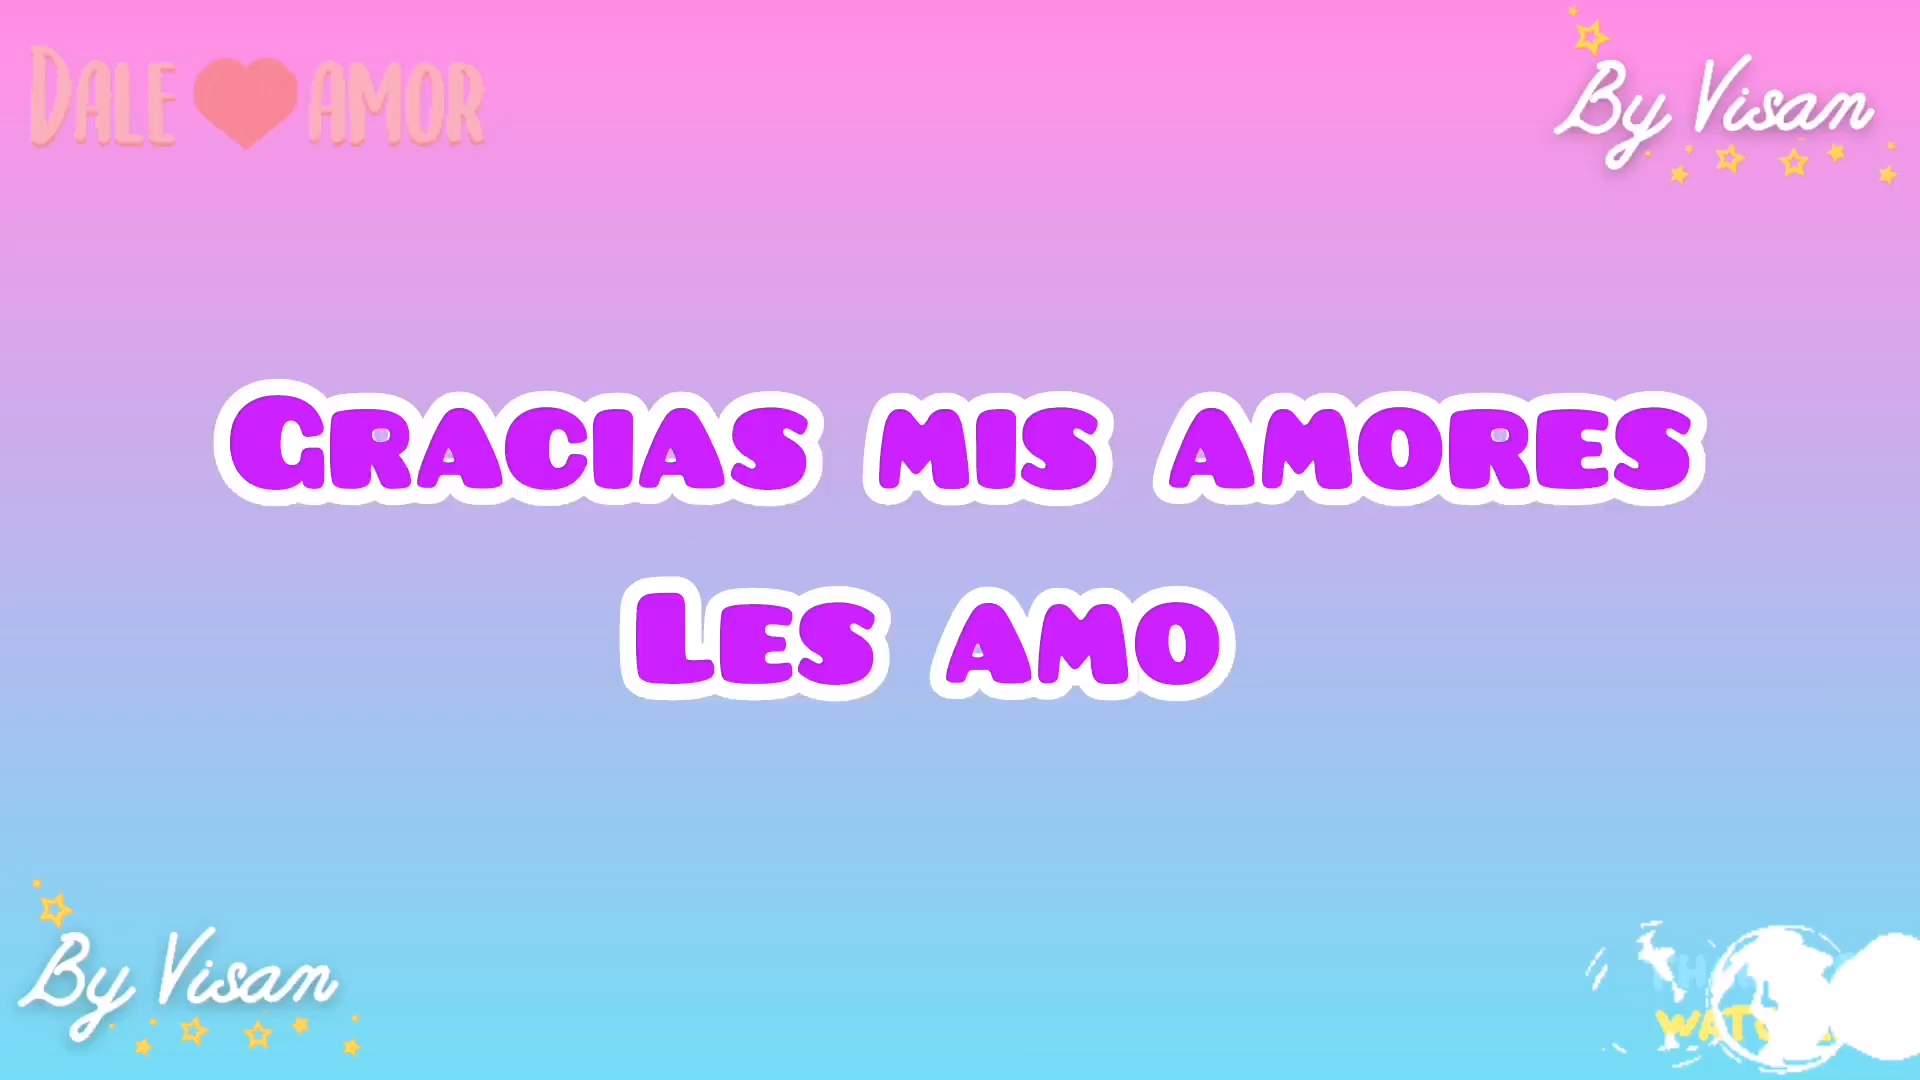 DALE AMOR
By Visan
GRACIAS MIS AMORES
LES AMO
By Visan